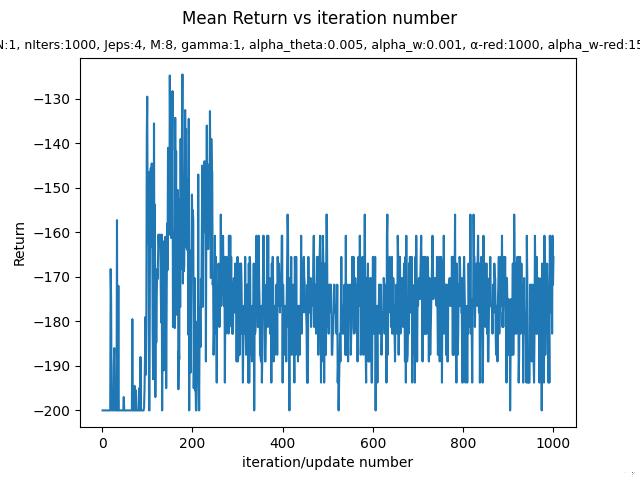 Mean Return vs iteration number
N:1, nIters:1000, Jeps:4, M:8, gamma:1, alpha_theta:0.005, alpha_w:0.001, α-red:1000, alpha_w-red:15
−130
−140
−150
−160
−170
−180
−190
−200
Return
0 200 400 600 800 1000
iteration/update number